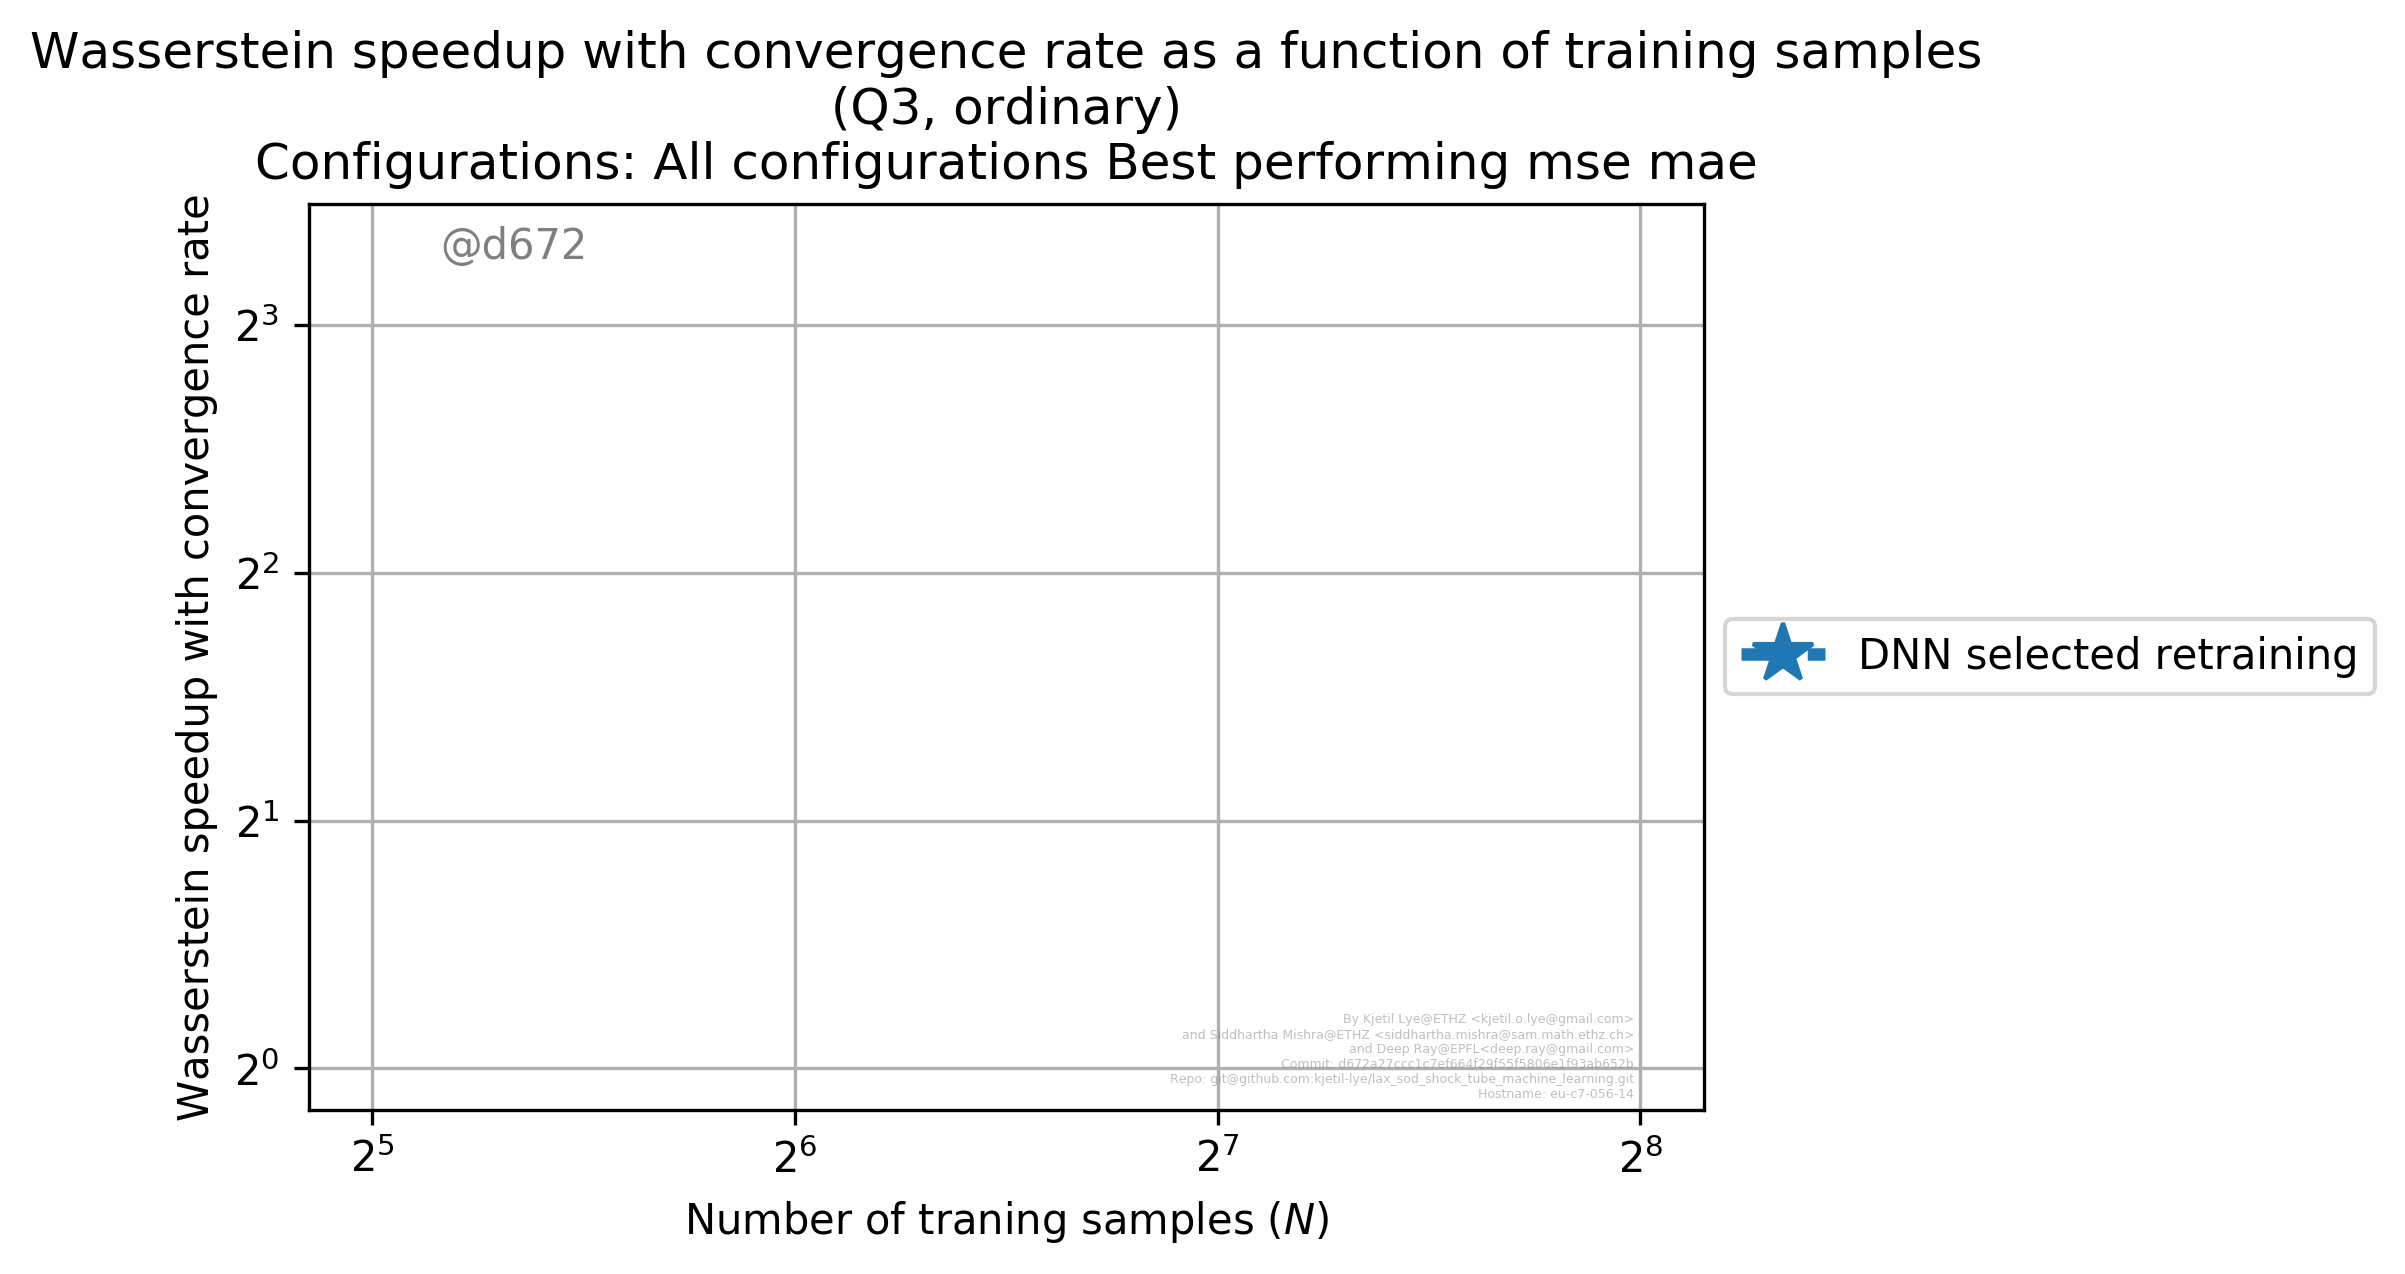 Wasserstein speedup with convergence rate as a function of training samples
(Q3, ordinary)
Configurations: All configurations Best performing mse mae
Wasserstein speedup with convergence rate
@d672
2^3
2^2
2^1
2^0
DNN selected retraining
By Kjetil Lye@ETHZ <kjetil.o.lye@gmail.com>
and Siddhartha Mishra@ETHZ <siddhartha.mishra@sam.math.ethz.ch>
and Deep Ray@EPFL<deep.ray@gmail.com>
Commit: d672a27ccc1c7ef664f29f55f5806e1f93ab652b
Repo: git@github.com:kjetil-lye/lax_sod_shock_tube_machine_learning.git
Hostname: eu-c7-056-14
2^5 2^6 2^7 2^8
Number of traning samples (N)